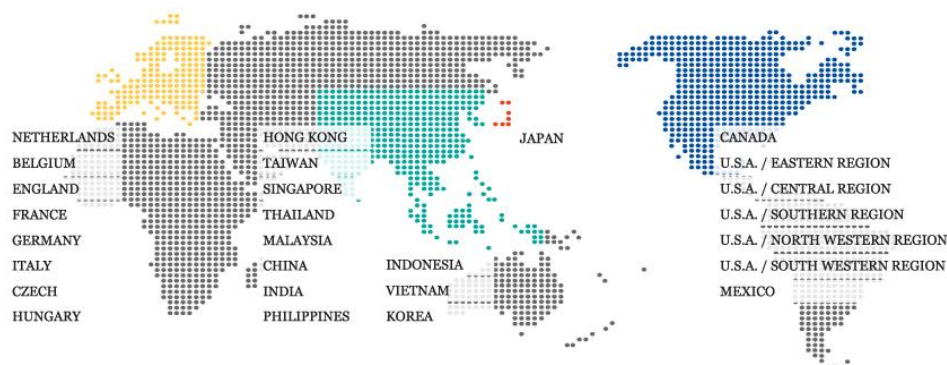 NETHERLANDS
BELGIUM
ENGLAND
FRANCE
GERMANY
ITALY
CZECH
HUNGARY
HONG KONG
TAIWAN
SINGAPORE
THAILAND
MALAYSIA
CHINA
INDIA
PHILIPPINES
INDONESIA
VIETNAM
KOREA
JAPAN
CANADA
U.S.A. / EASTERN REGION
U.S.A. / CENTRAL REGION
U.S.A. / SOUTHERN REGION
U.S.A. / NORTH WESTERN REGION
U.S.A. / SOUTH WESTERN REGION
MEXICO